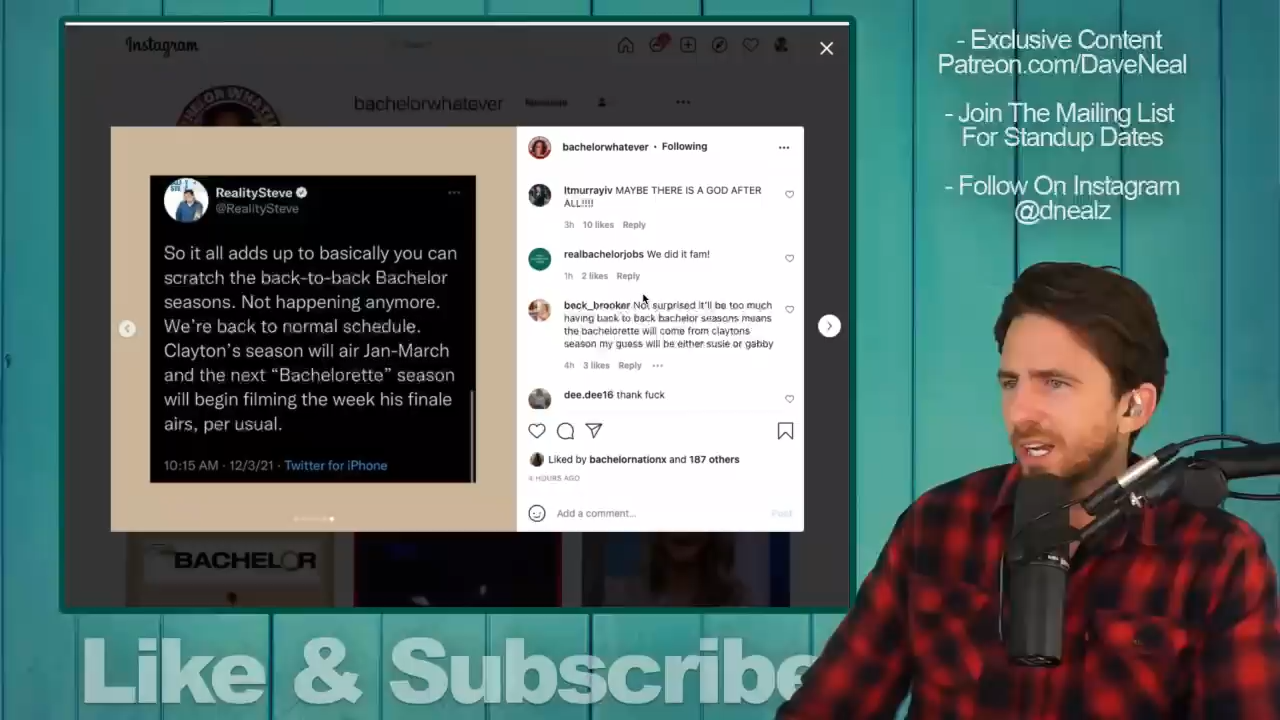 Instagram
bachelorwhatever
RealitySteve
@RealitySteve
So it all adds up to basically you can
scratch the back-to-back Bachelor
seasons. Not happening anymore.
We're back to normal schedule.
Clayton's season will air Jan-March
and the next "Bachelorette" season
will begin filming the week his finale
airs, per usual.
10:15 AM · 12/3/21 · Twitter for iPhone
bachelorwhatever • Following
ltmurrayiv MAYBE THERE IS A GOD AFTER
ALL!!!!
3h 10 likes Reply
realbachelorjobs We did it fam!
1h 2 likes Reply
beck_brooker Not surprised it'll be too much
having back to back bachelor seasons means
the bachelorette will come from claytons
season my guess will be either susie or gabby
4h 3 likes Reply
dee.dee16 thank fuck
Liked by bachelornationx and 187 others
4 HOURS AGO
Add a comment...
Post
BACHELOR
- Exclusive Content
Patreon.com/DaveNeal
- Join The Mailing List
For Standup Dates
- Follow On Instagram
@dnealz
Like & Subscribe